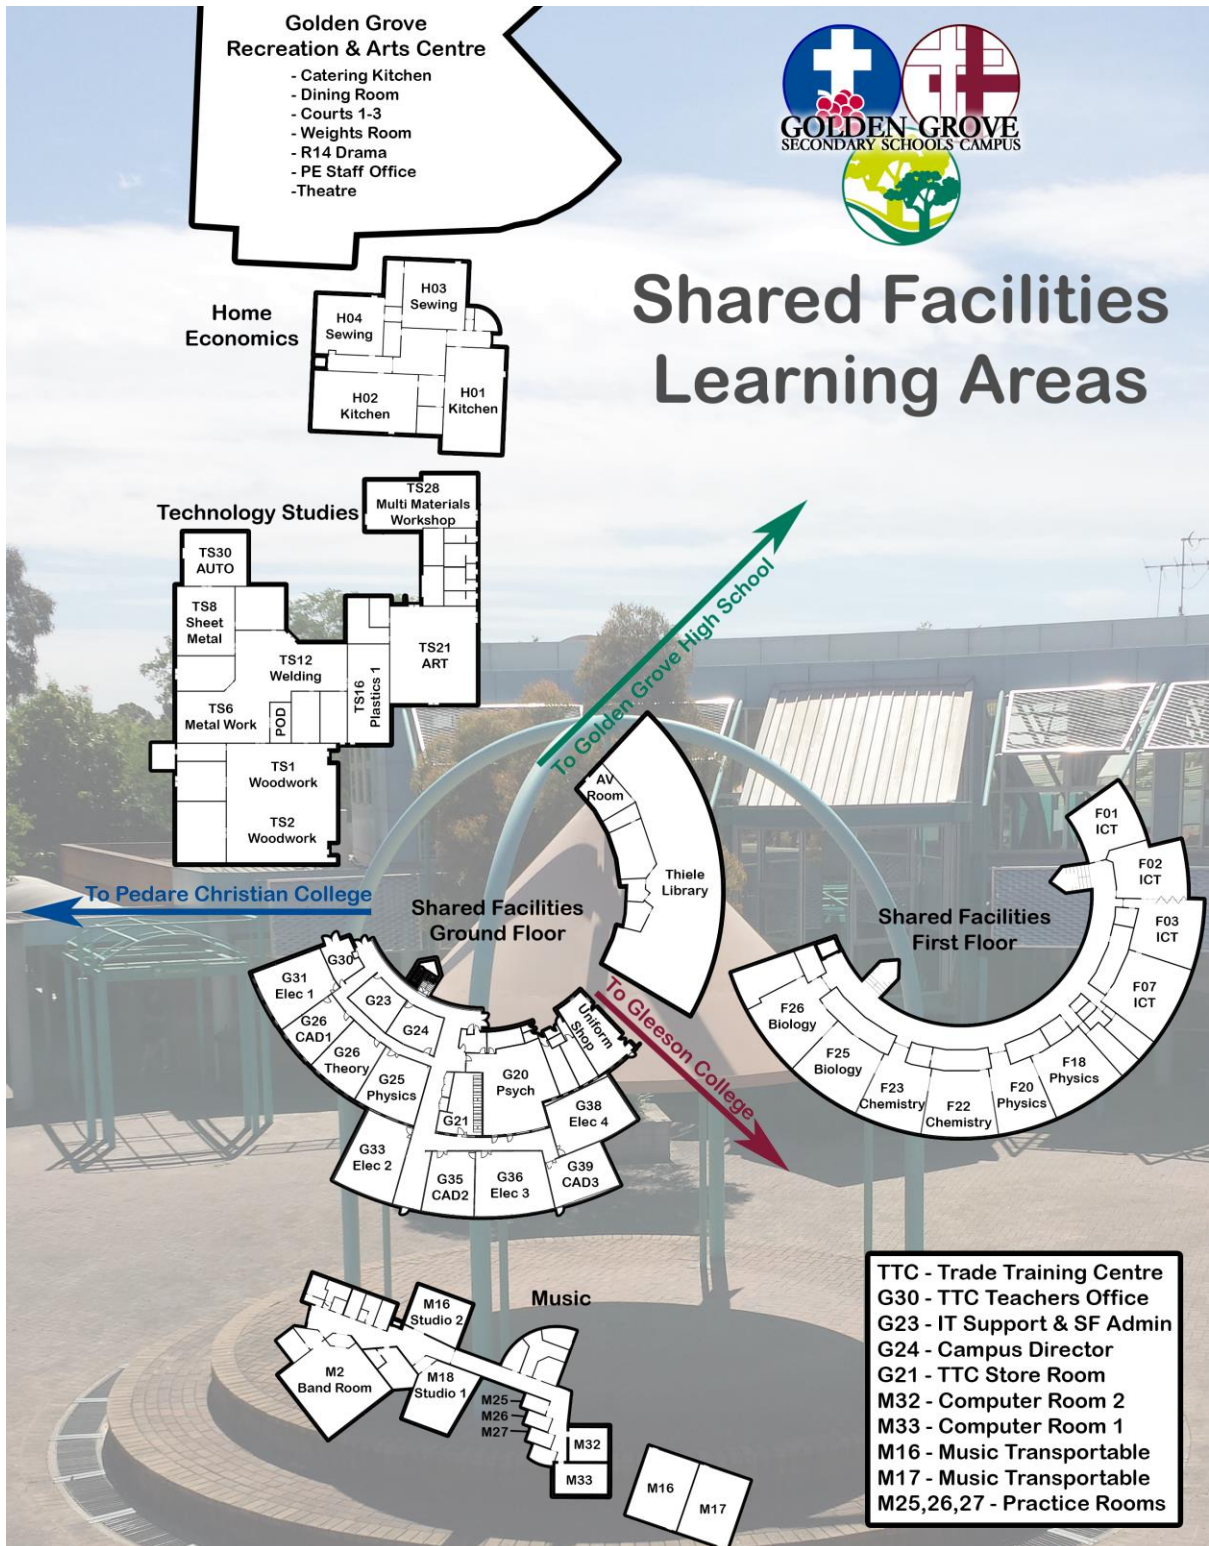 Golden Grove
Recreation & Arts Centre
- Catering Kitchen
- Dining Room
- Courts 1-3
- Weights Room
- R14 Drama
- PE Staff Office
-Theatre
GOLDEN GROVE
SECONDARY SCHOOLS CAMPUS
Shared Facilities
Learning Areas
Home
Economics
H03
Sewing
H04
Sewing
H02
Kitchen
H01
Kitchen
Technology Studies
TS28
Multi Materials
Workshop
TS30
AUTO
TS8
Sheet
Metal
TS12
Welding
TS21
ART
TS16
Plastics 1
TS6
Metal Work
POD
TS1
Woodwork
TS2
Woodwork
To Golden Grove High School
To Pedare Christian College
To Gleeson College
Shared Facilities
Ground Floor
AV
Room
Thiele
Library
G30
G31
Elec 1
G23
G26
CAD1
G24
G26
Theory
G25
Physics
G20
Psych
Uniform
Shop
G21
G38
Elec 4
G33
Elec 2
G35
CAD2
G36
Elec 3
G39
CAD3
Shared Facilities
First Floor
F01
ICT
F02
ICT
F03
ICT
F07
ICT
F26
Biology
F25
Biology
F23
Chemistry
F22
Chemistry
F20
Physics
F18
Physics
Music
M16
Studio 2
M2
Band Room
M18
Studio 1
M25
M26
M27
M32
M33
M16
M17
TTC - Trade Training Centre
G30 - TTC Teachers Office
G23 - IT Support & SF Admin
G24 - Campus Director
G21 - TTC Store Room
M32 - Computer Room 2
M33 - Computer Room 1
M16 - Music Transportable
M17 - Music Transportable
M25,26,27 - Practice Rooms